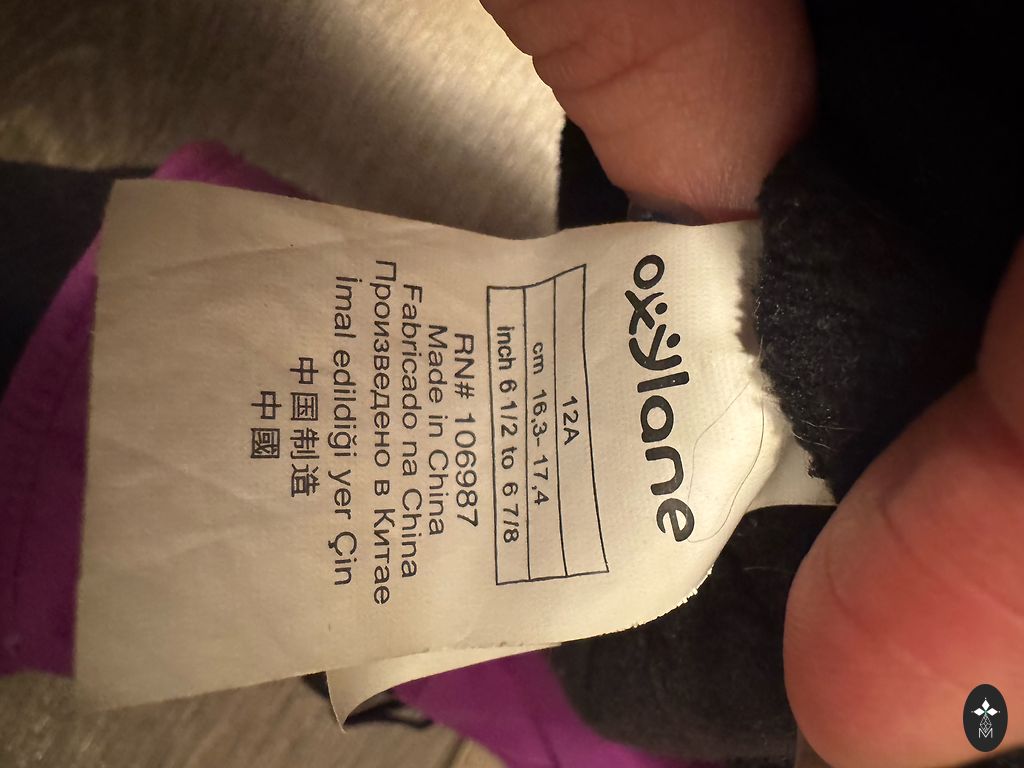 oxylane
12A
cm 16,3- 17,4
inch 6 1/2 to 6 7/8
RN# 106987
Made in China
Fabricado na China
Произведено в Китае
imal edildiği yer Çin
中国制造
中國
M